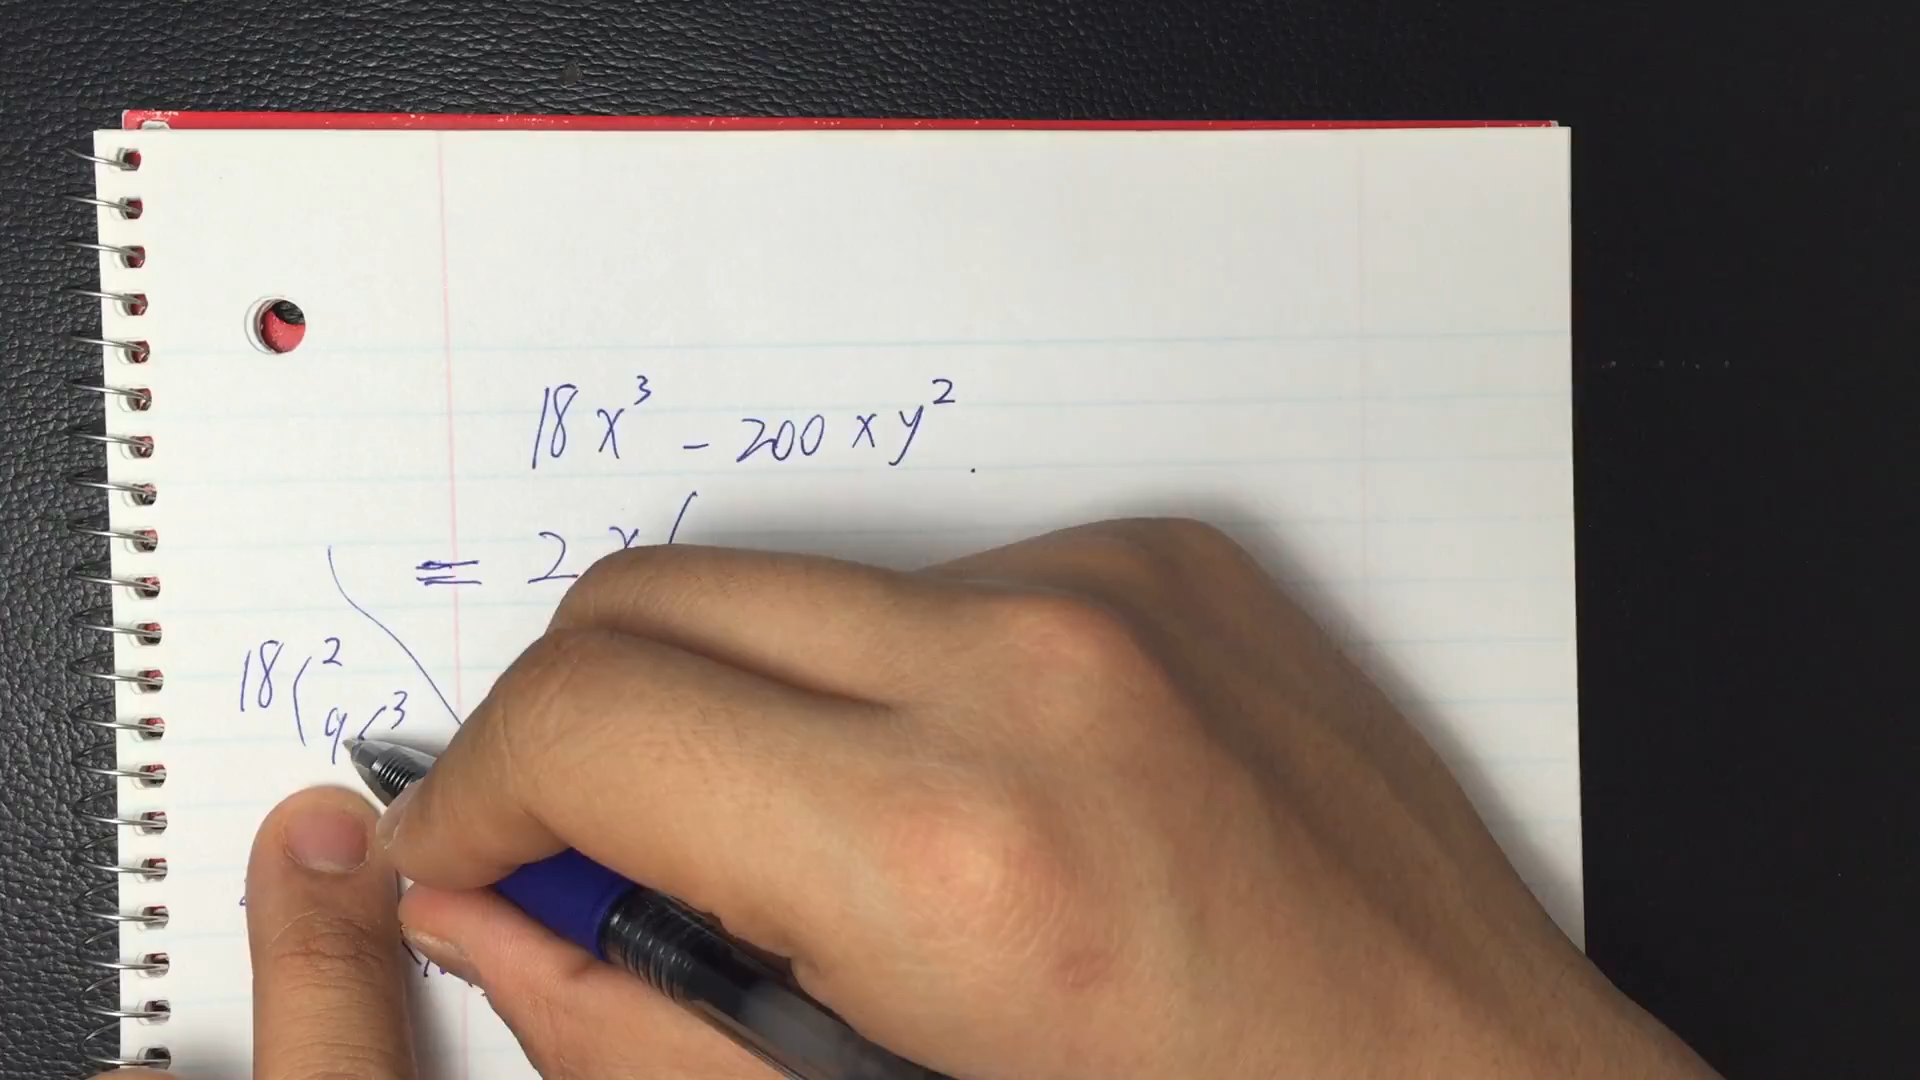 18x³ - 200xy².
= 2x(
18 ( 2
9 ( 3